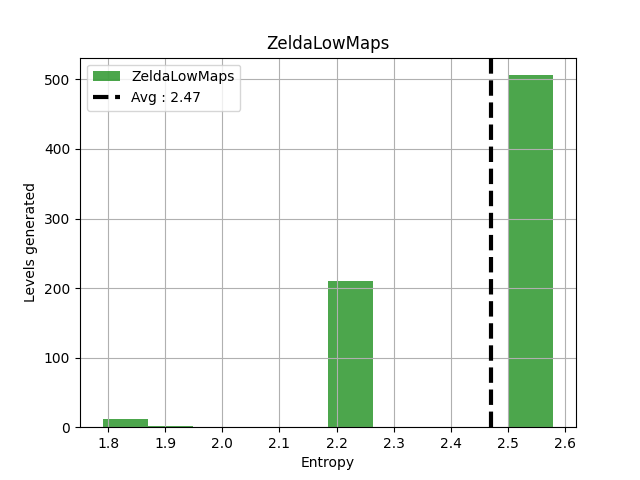 ZeldaLowMaps
ZeldaLowMaps
Avg : 2.47
500
400
300
200
100
0
Levels generated
1.8 1.9 2.0 2.1 2.2 2.3 2.4 2.5 2.6
Entropy